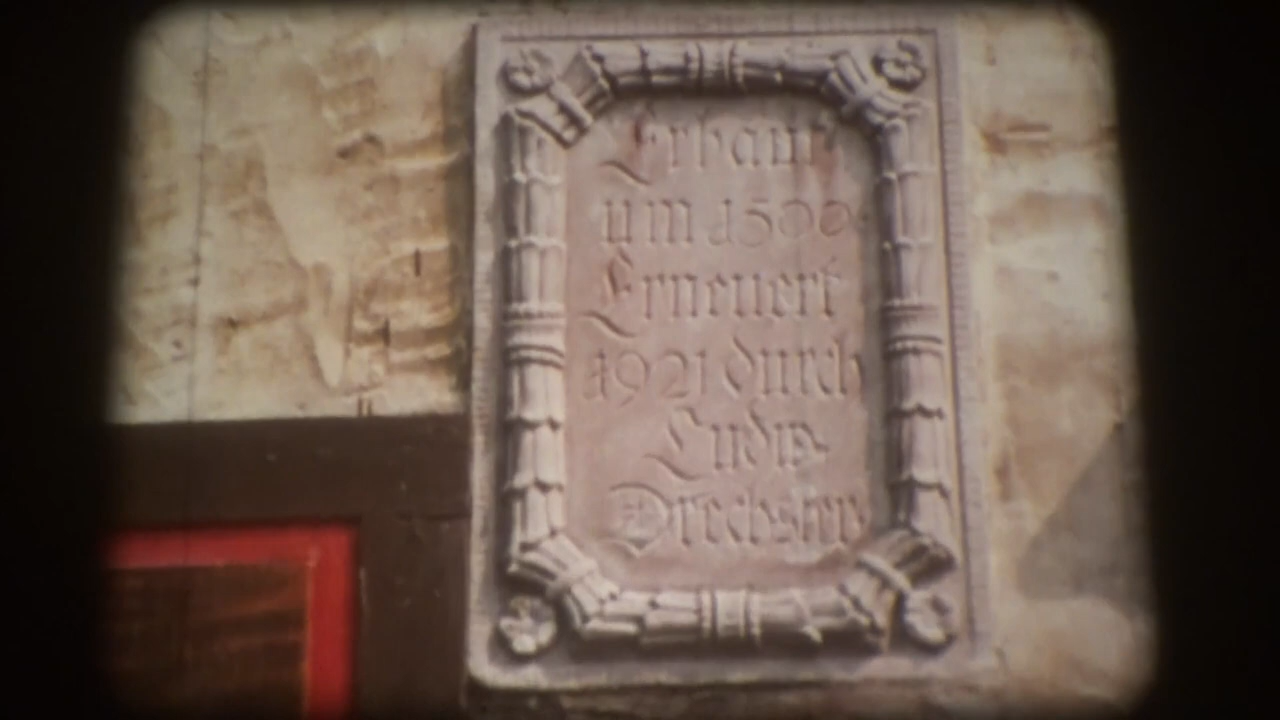 Erbaut
um 1500
Erneuert
1921 durch
Ludw.
Drechsler